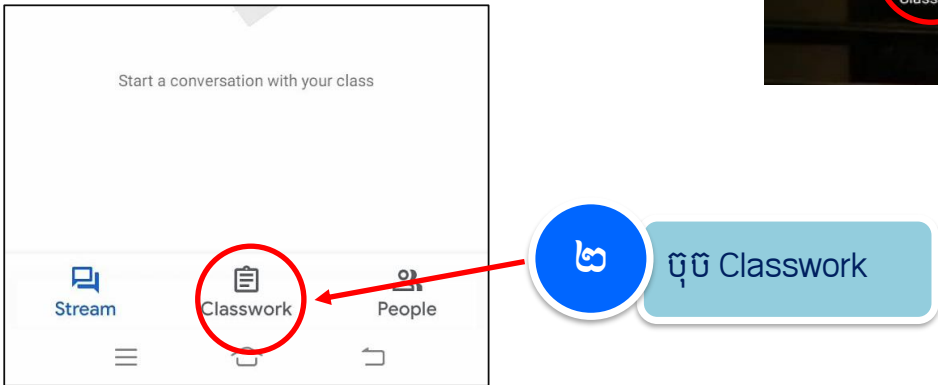 Start a conversation with your class
Stream
Classwork
People
២
ចុច Classwork